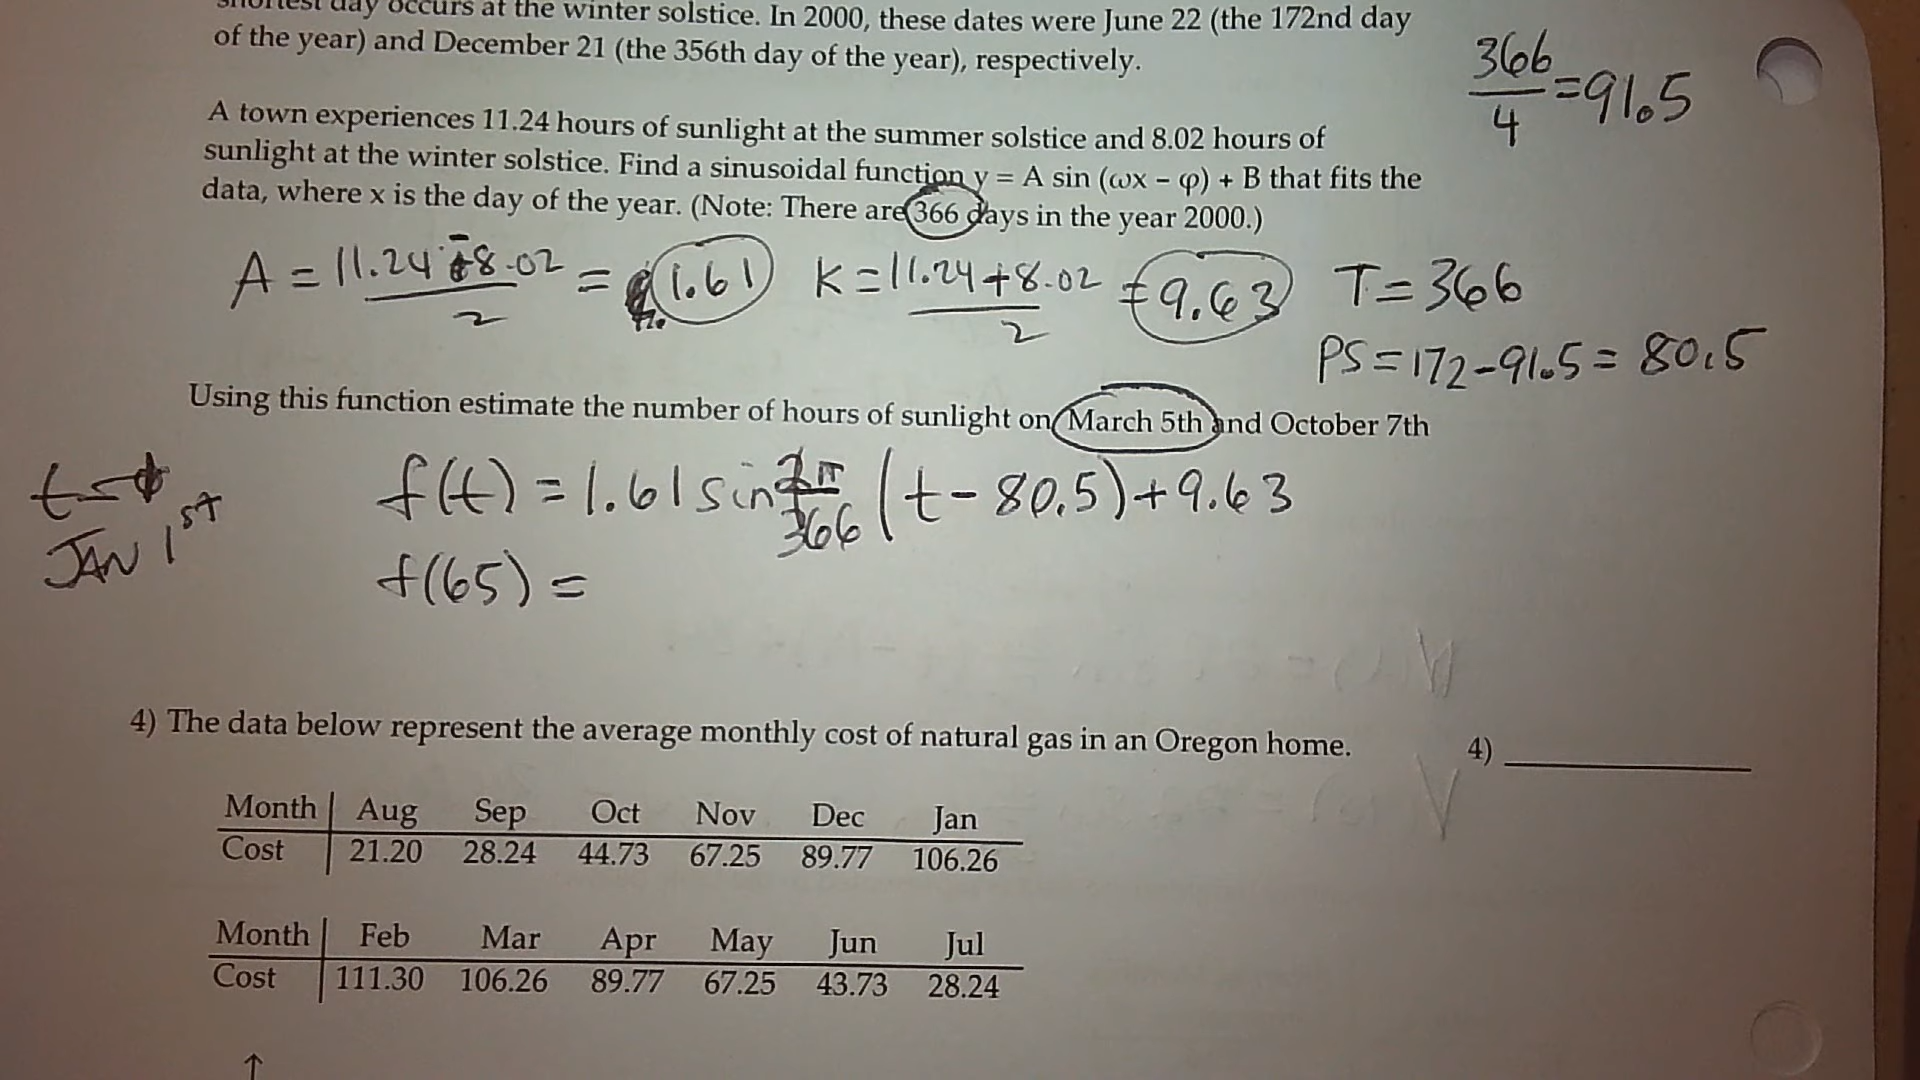 shortest day occurs at the winter solstice. In 2000, these dates were June 22 (the 172nd day
of the year) and December 21 (the 356th day of the year), respectively.
366/4 = 91.5
A town experiences 11.24 hours of sunlight at the summer solstice and 8.02 hours of
sunlight at the winter solstice. Find a sinusoidal function y = A sin (ωx − φ) + B that fits the
data, where x is the day of the year. (Note: There are 366 days in the year 2000.)
A = 11.24 - 8.02 / 2 = 1.61 K = 11.24 + 8.02 / 2 = 9.63 T = 366
PS = 172 - 91.5 = 80.5
Using this function estimate the number of hours of sunlight on March 5th and October 7th
f(t) = 1.61 sin 2π/366 (t - 80.5) + 9.63
JAN 1st
f(65) =
4) The data below represent the average monthly cost of natural gas in an Oregon home. 4)
Month Aug Sep Oct Nov Dec Jan
Cost 21.20 28.24 44.73 67.25 89.77 106.26
Month Feb Mar Apr May Jun Jul
Cost 111.30 106.26 89.77 67.25 43.73 28.24